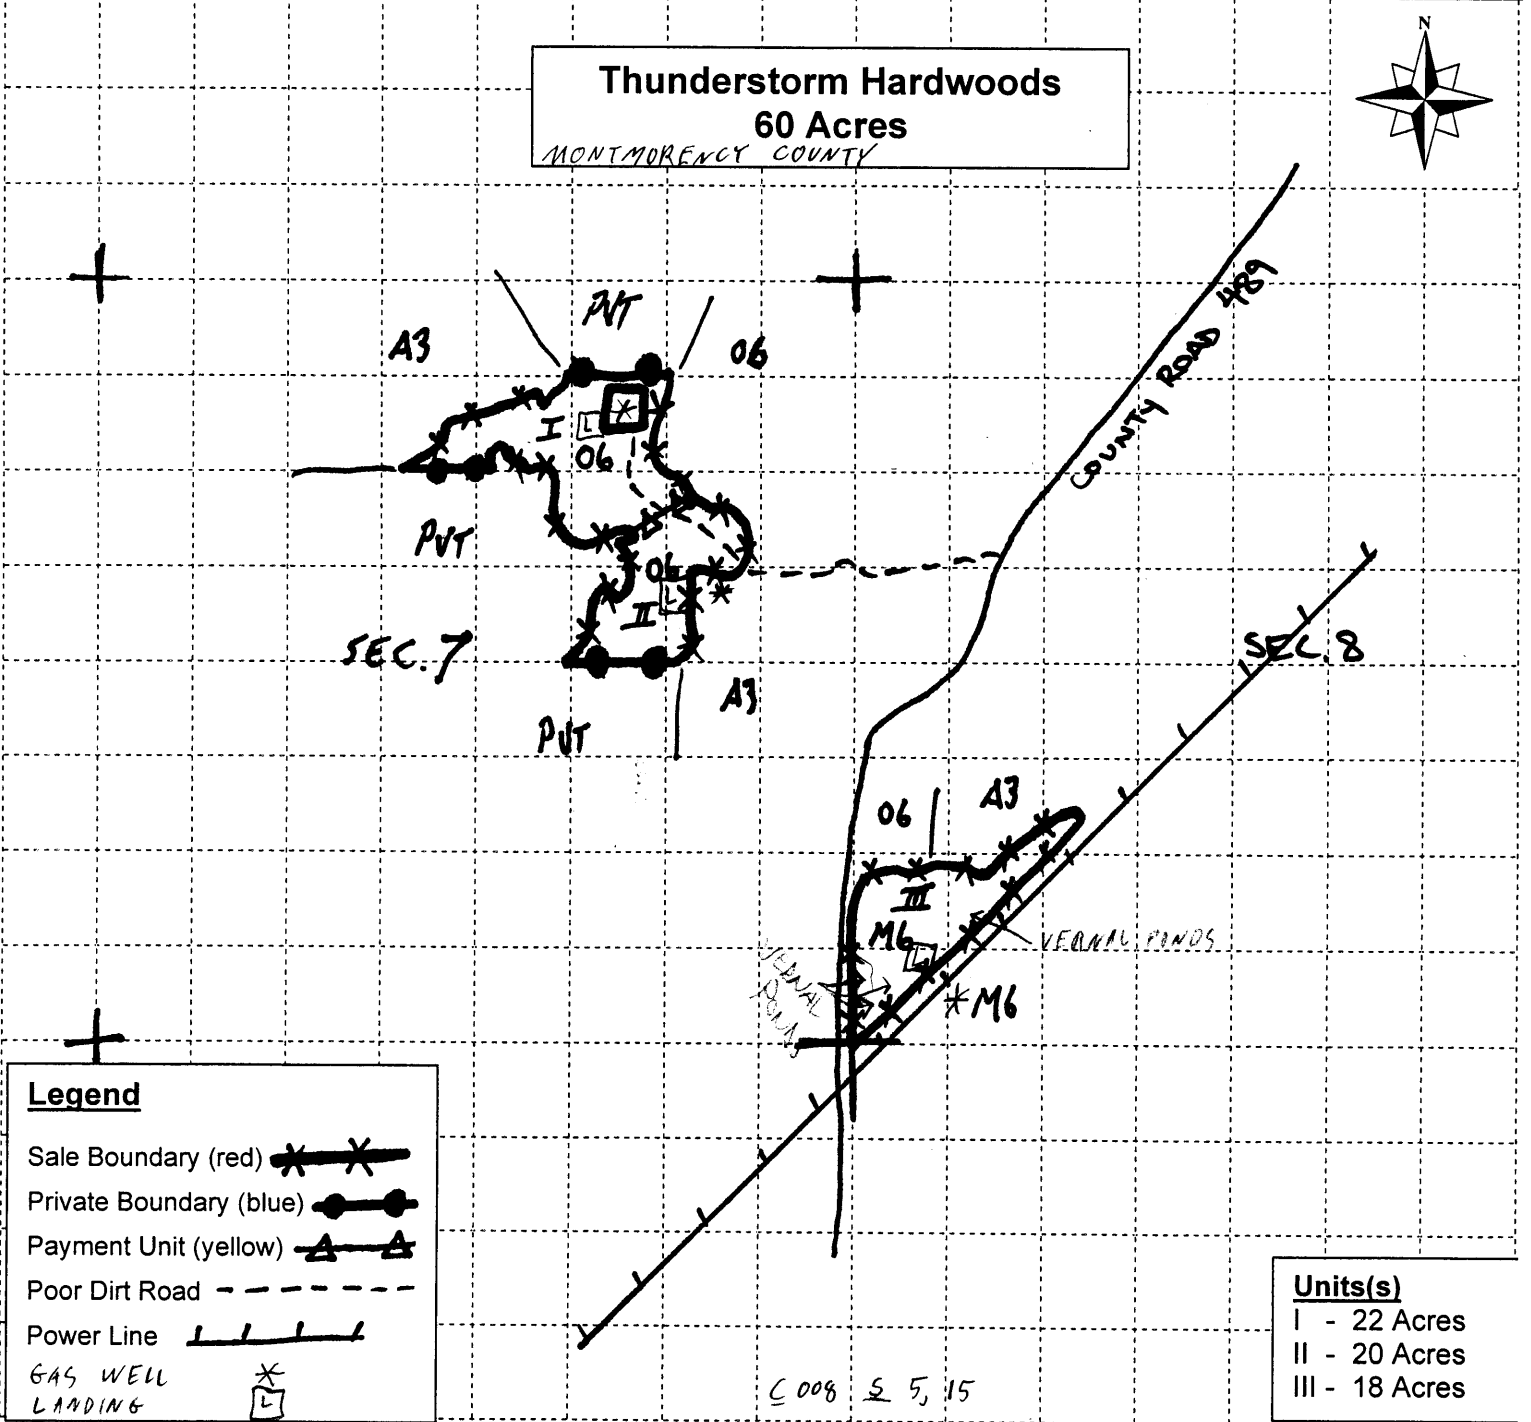 N
Thunderstorm Hardwoods
60 Acres
MONTMORENCY COUNTY
COUNTY ROAD 489
PVT
A3
06
I
L
06
PVT
06
L
II
SEC. 7
SEC. 8
A3
PVT
06
A3
III
M6
L
VERNAL PONDS
VERNAL
PONDS
M6
Legend
Sale Boundary (red)
Private Boundary (blue)
Payment Unit (yellow)
Poor Dirt Road
Power Line
GAS WELL
LANDING
L
C 008 S 5, 15
Units(s)
I - 22 Acres
II - 20 Acres
III - 18 Acres